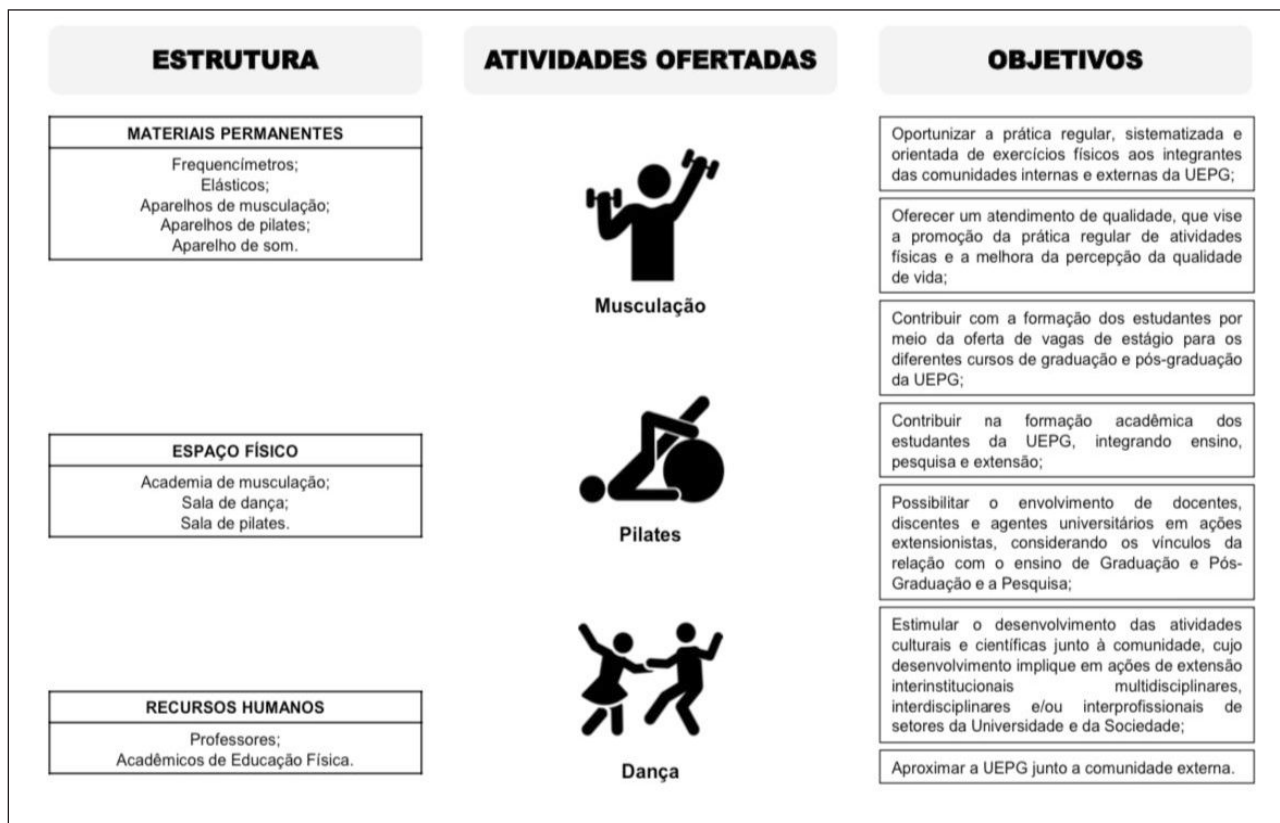 ESTRUTURA
MATERIAIS PERMANENTES
Frequencímetros;
Elásticos;
Aparelhos de musculação;
Aparelhos de pilates;
Aparelho de som.
ESPAÇO FÍSICO
Academia de musculação;
Sala de dança;
Sala de pilates.
RECURSOS HUMANOS
Professores;
Acadêmicos de Educação Física.
ATIVIDADES OFERTADAS
Musculação
Pilates
Dança
OBJETIVOS
Oportunizar a prática regular, sistematizada e
orientada de exercícios físicos aos integrantes
das comunidades internas e externas da UEPG;
Oferecer um atendimento de qualidade, que vise
a promoção da prática regular de atividades
físicas e a melhora da percepção da qualidade
de vida;
Contribuir com a formação dos estudantes por
meio da oferta de vagas de estágio para os
diferentes cursos de graduação e pós-graduação
da UEPG;
Contribuir na formação acadêmica dos
estudantes da UEPG, integrando ensino,
pesquisa e extensão;
Possibilitar o envolvimento de docentes,
discentes e agentes universitários em ações
extensionistas, considerando os vínculos da
relação com o ensino de Graduação e Pós-
Graduação e a Pesquisa;
Estimular o desenvolvimento das atividades
culturais e científicas junto à comunidade, cujo
desenvolvimento implique em ações de extensão
interinstitucionais multidisciplinares,
interdisciplinares e/ou interprofissionais de
setores da Universidade e da Sociedade;
Aproximar a UEPG junto a comunidade externa.